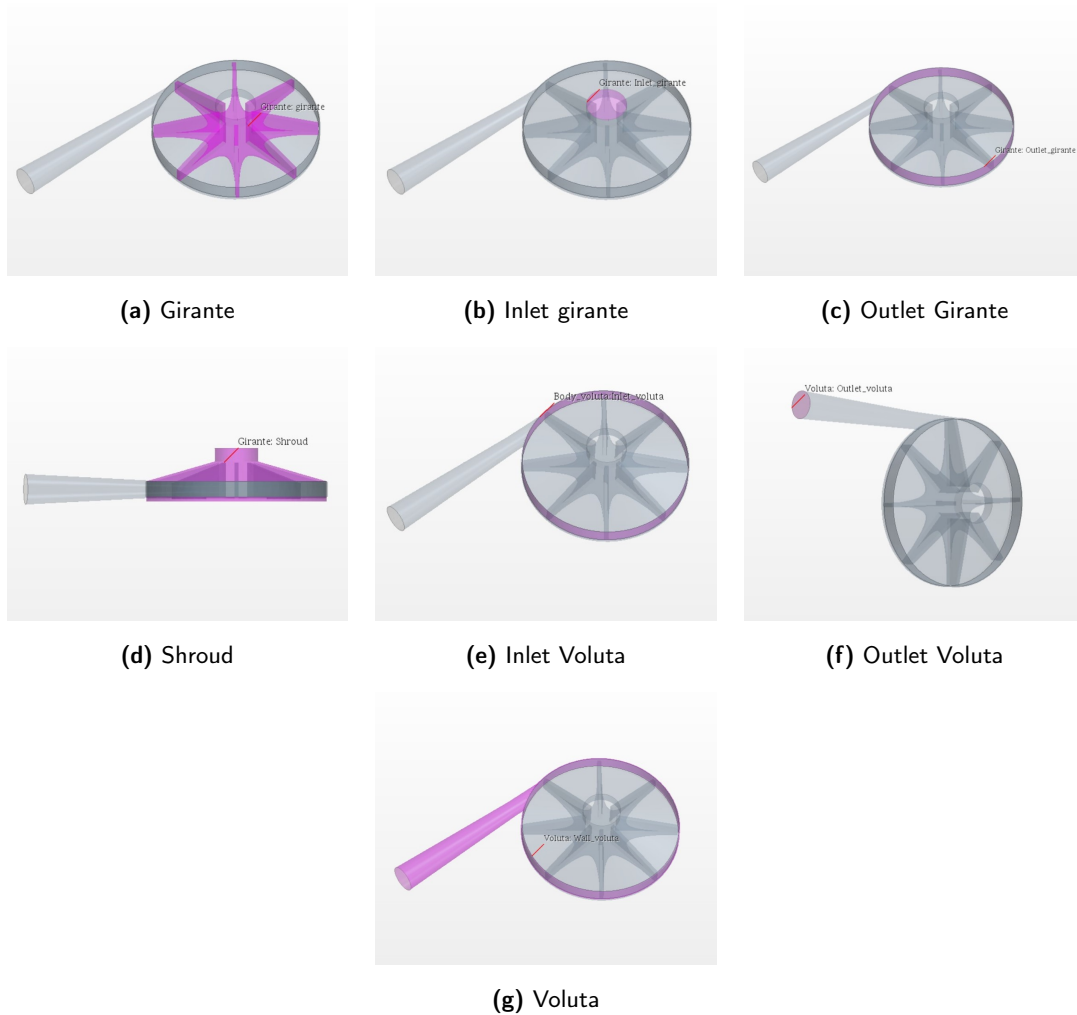 Girante: girante
Girante: Inlet_girante
Girante: Outlet_girante
(a) Girante
(b) Inlet girante
(c) Outlet Girante
Girante: Shroud
Body_voluta:Inlet_voluta
Voluta: Outlet_voluta
(d) Shroud
(e) Inlet Voluta
(f) Outlet Voluta
Voluta: Wall_voluta
(g) Voluta